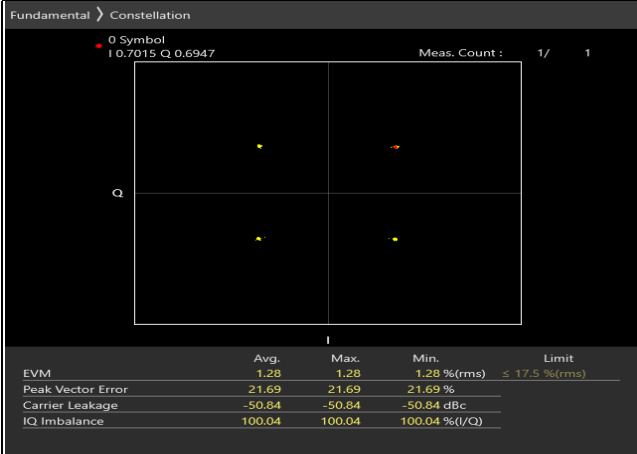 Fundamental 〉 Constellation
0 Symbol
I 0.7015 Q 0.6947 Meas. Count : 1/ 1
Q
I
Avg. Max. Min. Limit
EVM 1.28 1.28 1.28 %(rms) ≤ 17.5 %(rms)
Peak Vector Error 21.69 21.69 21.69 %
Carrier Leakage -50.84 -50.84 -50.84 dBc
IQ Imbalance 100.04 100.04 100.04 %(I/Q)